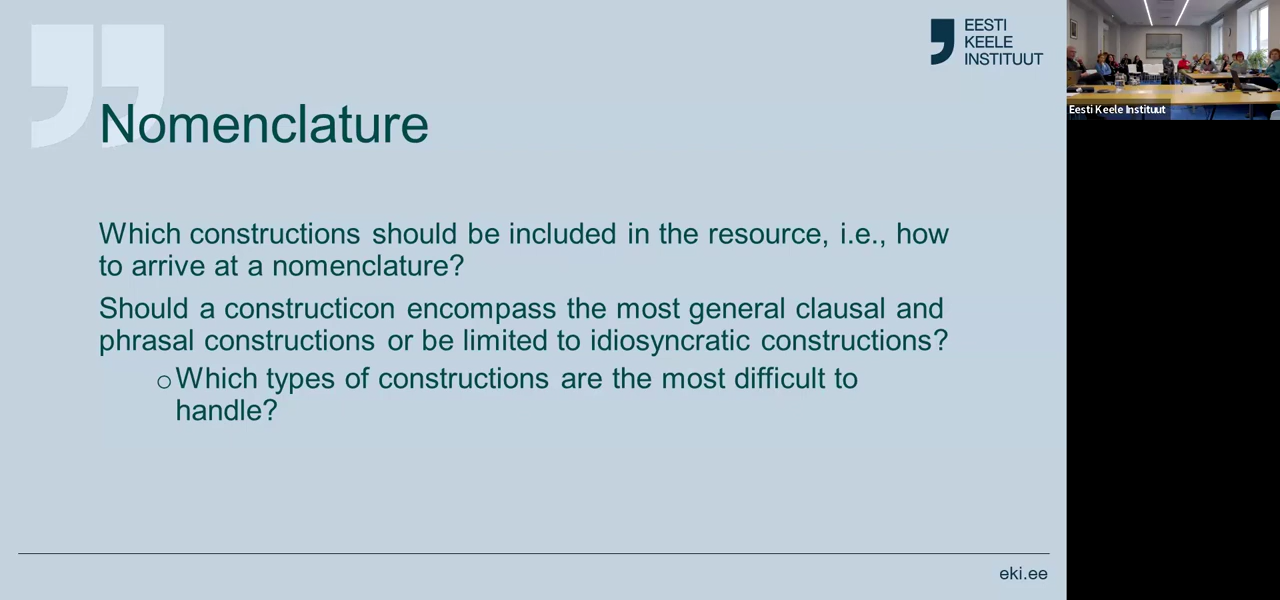 EESTI
KEELE
INSTITUUT
Nomenclature
Which constructions should be included in the resource, i.e., how
to arrive at a nomenclature?
Should a constructicon encompass the most general clausal and
phrasal constructions or be limited to idiosyncratic constructions?
Which types of constructions are the most difficult to
handle?
eki.ee
Eesti Keele Instituut